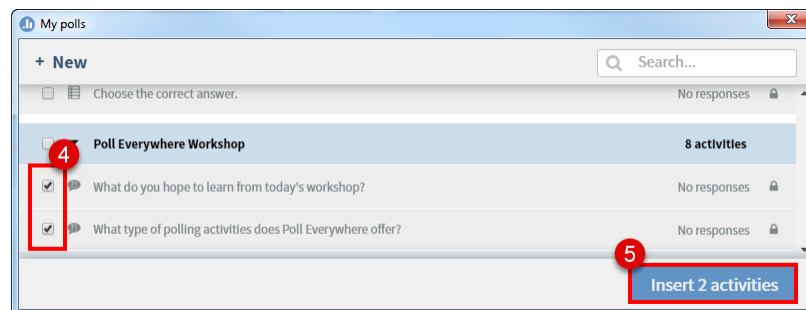 My polls
+ New
Search...
Choose the correct answer. No responses
Poll Everywhere Workshop 8 activities
4
What do you hope to learn from today's workshop? No responses
What type of polling activities does Poll Everywhere offer? No responses
5
Insert 2 activities